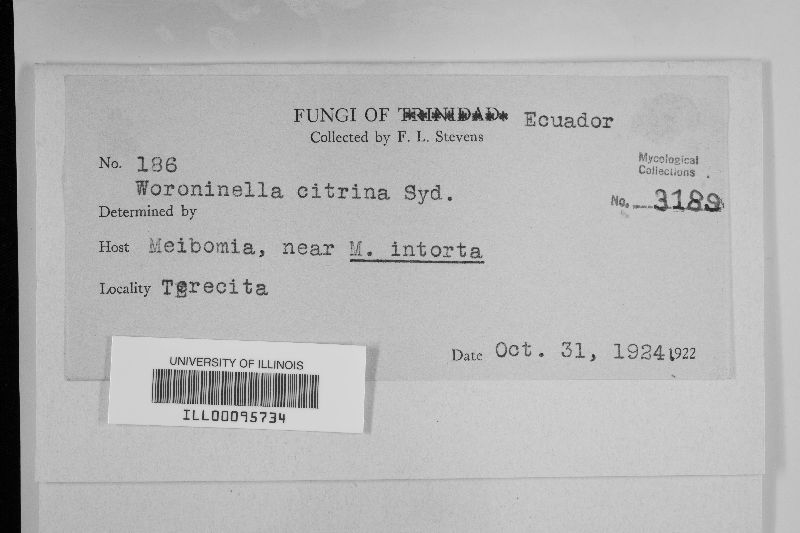 FUNGI OF TRINIDAD Ecuador
Collected by F. L. Stevens
No. 186
Mycological
Collections
Woroninella citrina Syd.
No. 3189
Determined by
Host Meibomia, near M. intorta
Locality
Date Oct. 31, 1924 1922
UNIVERSITY OF ILLINOIS
ILL00095734